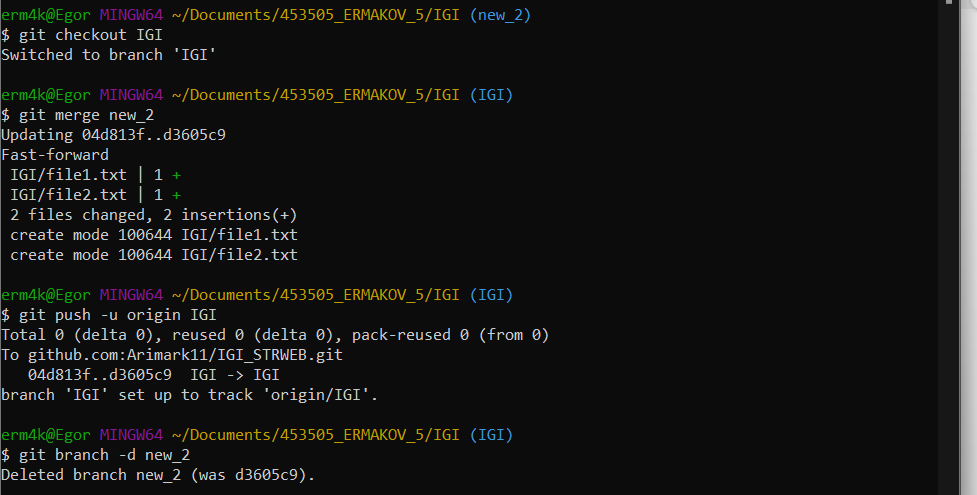 erm4k@Egor MINGW64 ~/Documents/453505_ERMAKOV_5/IGI (new_2)
$ git checkout IGI
Switched to branch 'IGI'

erm4k@Egor MINGW64 ~/Documents/453505_ERMAKOV_5/IGI (IGI)
$ git merge new_2
Updating 04d813f..d3605c9
Fast-forward
 IGI/file1.txt | 1 +
 IGI/file2.txt | 1 +
 2 files changed, 2 insertions(+)
 create mode 100644 IGI/file1.txt
 create mode 100644 IGI/file2.txt

erm4k@Egor MINGW64 ~/Documents/453505_ERMAKOV_5/IGI (IGI)
$ git push -u origin IGI
Total 0 (delta 0), reused 0 (delta 0), pack-reused 0 (from 0)
To github.com:Arimark11/IGI_STRWEB.git
   04d813f..d3605c9  IGI -> IGI
branch 'IGI' set up to track 'origin/IGI'.

erm4k@Egor MINGW64 ~/Documents/453505_ERMAKOV_5/IGI (IGI)
$ git branch -d new_2
Deleted branch new_2 (was d3605c9).